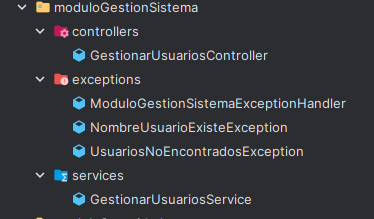 moduloGestionSistema
controllers
GestionarUsuariosController
exceptions
ModuloGestionSistemaExceptionHandler
NombreUsuarioExisteException
UsuariosNoEncontradosException
services
GestionarUsuariosService